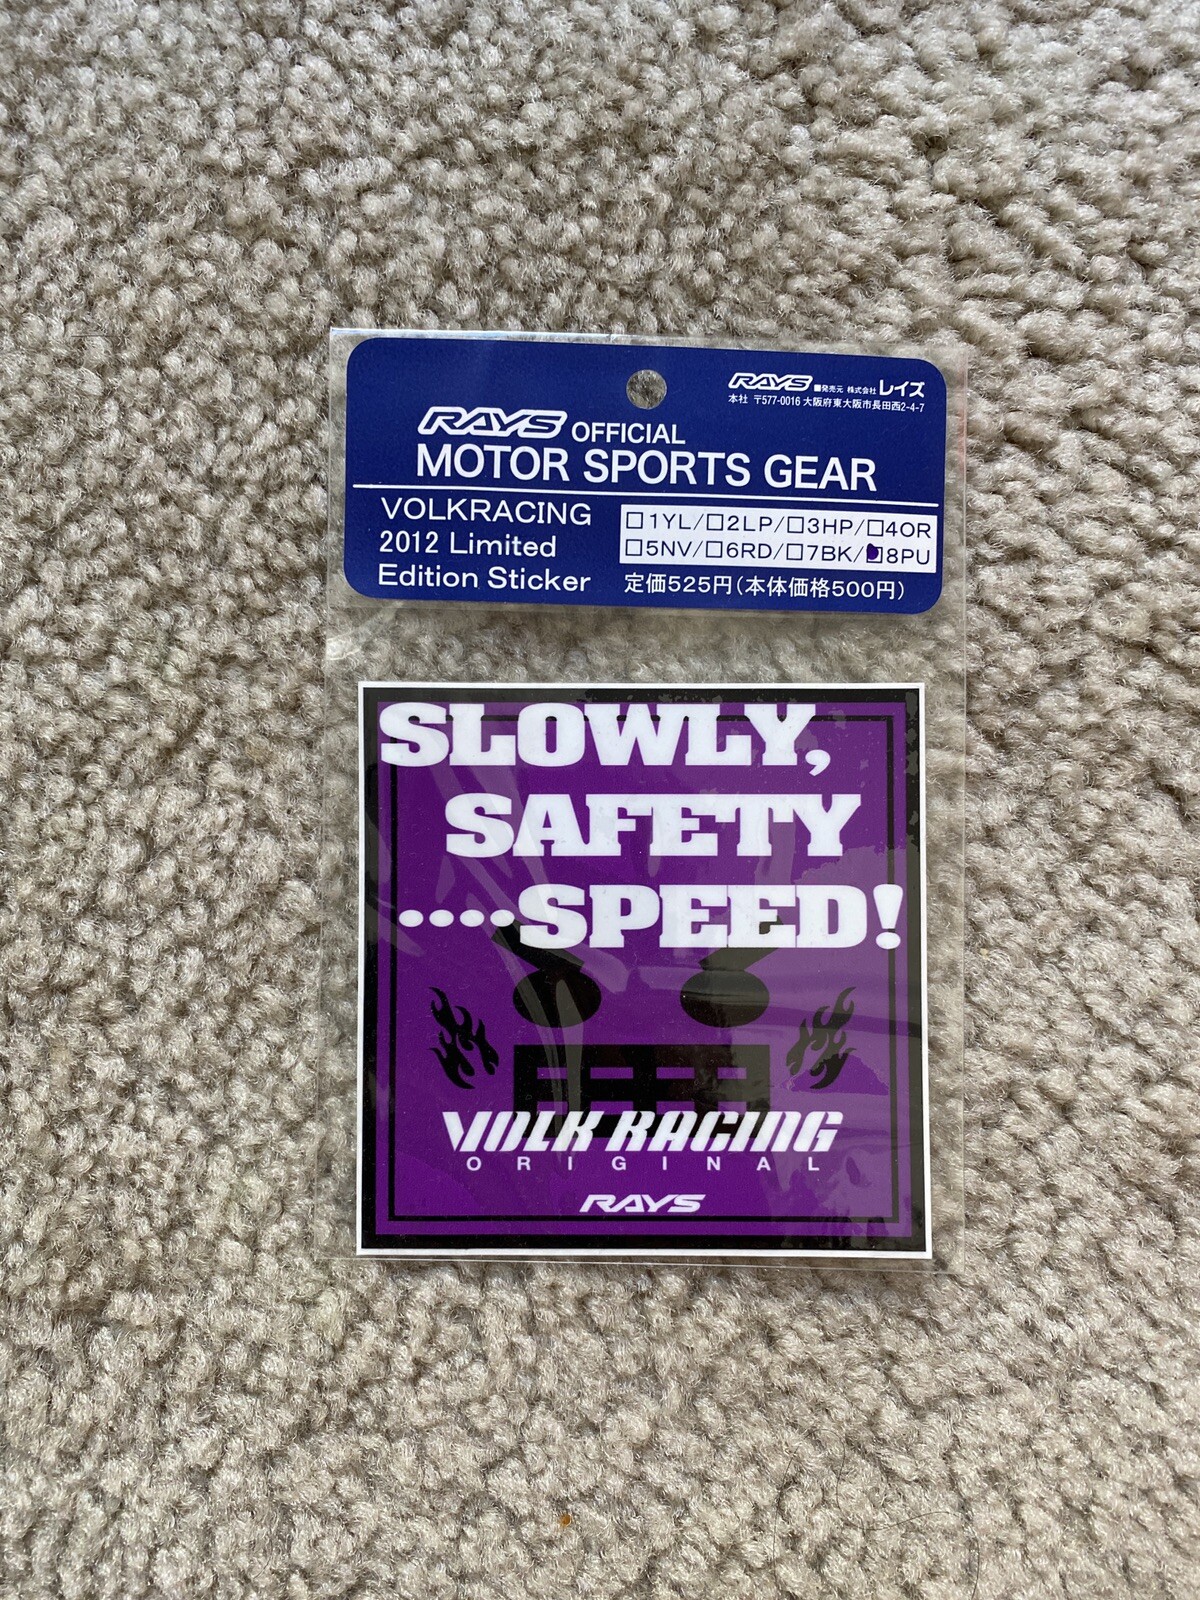 RAYS ■発売元 株式会社レイズ
本社 〒577-0016 大阪府東大阪市長田西2-4-7
RAYS OFFICIAL
MOTOR SPORTS GEAR
VOLKRACING
2012 Limited
Edition Sticker
□1YL/□2LP/□3HP/□4OR
□5NV/□6RD/□7BK/■8PU
定価525円(本体価格500円)
SLOWLY,
SAFETY
····SPEED!
VOLK RACING
ORIGINAL
RAYS